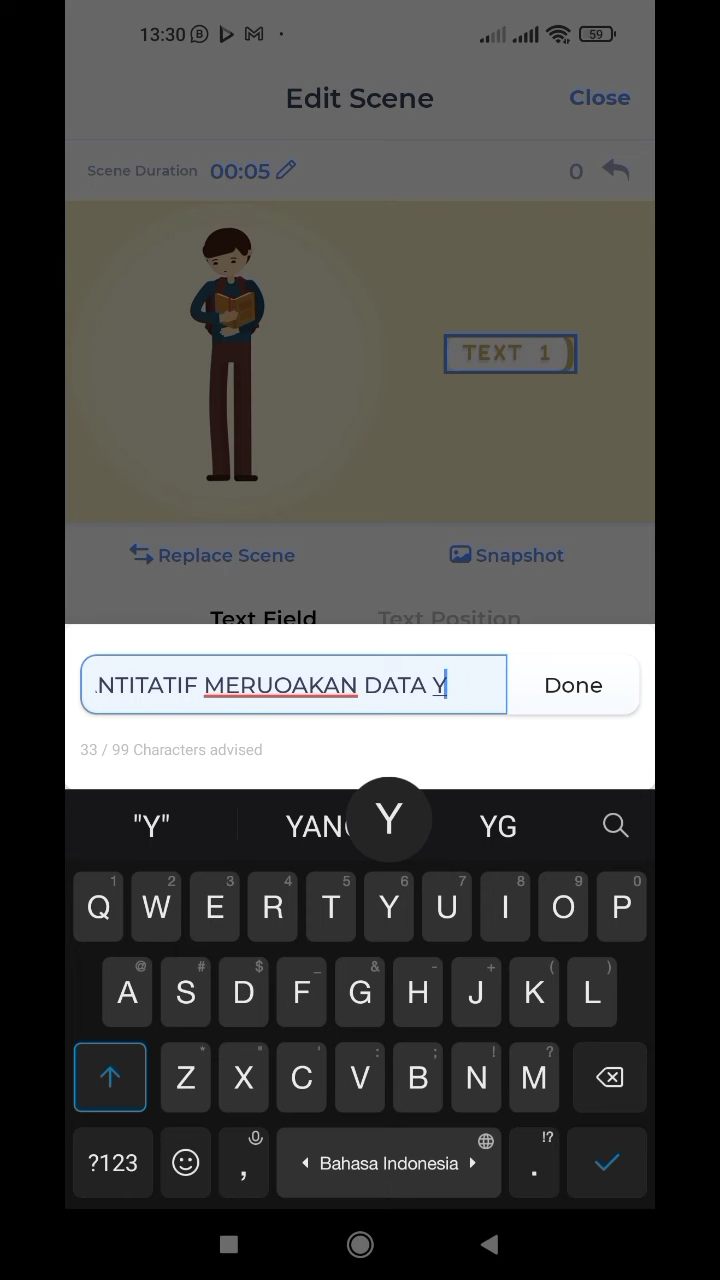 13:30
59
Edit Scene
Close
Scene Duration 00:05
0
TEXT 1
Replace Scene
Snapshot
Text Field
Text Position
NTITATIF MERUOAKAN DATA Y
Done
33 / 99 Characters advised
"Y"
Y
YG
1 2 3 4 5 6 7 8 9 0
Q W E R T Y U I O P
@ # $ _ & - + ( )
A S D F G H J K L
* " ' : ; ! ?
Z X C V B N M
!?
?123 , Bahasa Indonesia .